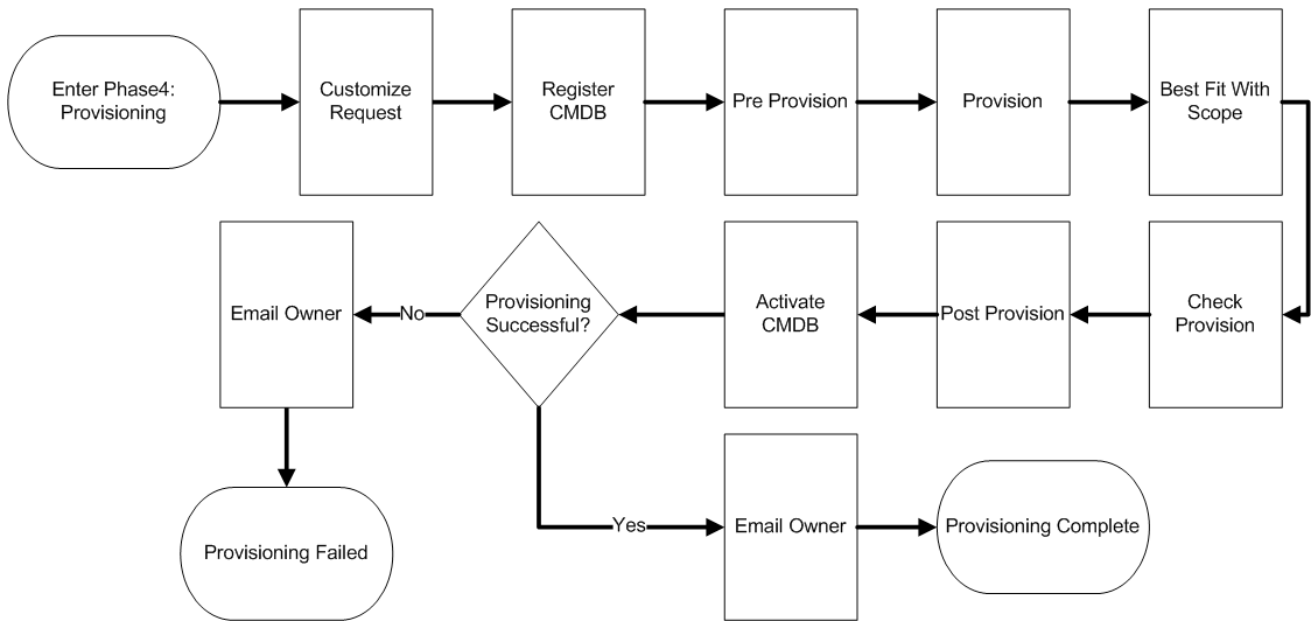 Enter Phase4:
Provisioning
Customize
Request
Register
CMDB
Pre Provision
Provision
Best Fit With
Scope
Check
Provision
Post Provision
Activate
CMDB
Provisioning
Successful?
No
Email Owner
Provisioning Failed
Yes
Email Owner
Provisioning Complete